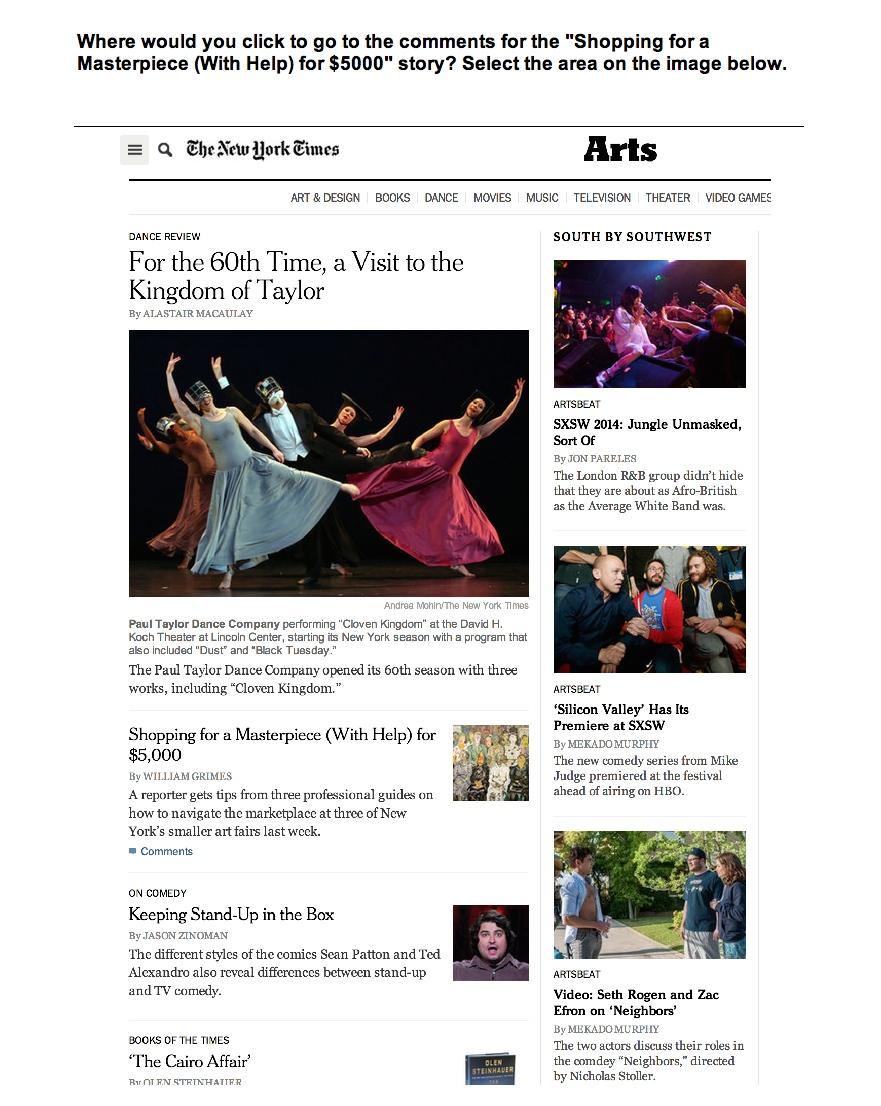 Where would you click to go to the comments for the "Shopping for a
Masterpiece (With Help) for $5000" story? Select the area on the image below.
The New York Times
Arts
ART & DESIGN
BOOKS
DANCE
MOVIES
MUSIC
TELEVISION
THEATER
VIDEO GAMES
DANCE REVIEW
For the 60th Time, a Visit to the
Kingdom of Taylor
By ALASTAIR MACAULAY
Andrea Mohin/The New York Times
Paul Taylor Dance Company performing “Cloven Kingdom” at the David H.
Koch Theater at Lincoln Center, starting its New York season with a program that
also included “Dust” and “Black Tuesday.”
The Paul Taylor Dance Company opened its 60th season with three
works, including “Cloven Kingdom.”
Shopping for a Masterpiece (With Help) for
$5,000
By WILLIAM GRIMES
A reporter gets tips from three professional guides on
how to navigate the marketplace at three of New
York’s smaller art fairs last week.
Comments
ON COMEDY
Keeping Stand-Up in the Box
By JASON ZINOMAN
The different styles of the comics Sean Patton and Ted
Alexandro also reveal differences between stand-up
and TV comedy.
BOOKS OF THE TIMES
‘The Cairo Affair’
By OLEN STEINHAUER
OLEN
STEINHAUER
SOUTH BY SOUTHWEST
ARTSBEAT
SXSW 2014: Jungle Unmasked,
Sort Of
By JON PARELES
The London R&B group didn’t hide
that they are about as Afro-British
as the Average White Band was.
ARTSBEAT
‘Silicon Valley’ Has Its
Premiere at SXSW
By MEKADO MURPHY
The new comedy series from Mike
Judge premiered at the festival
ahead of airing on HBO.
ARTSBEAT
Video: Seth Rogen and Zac
Efron on ‘Neighbors’
By MEKADO MURPHY
The two actors discuss their roles in
the comdey “Neighbors,” directed
by Nicholas Stoller.